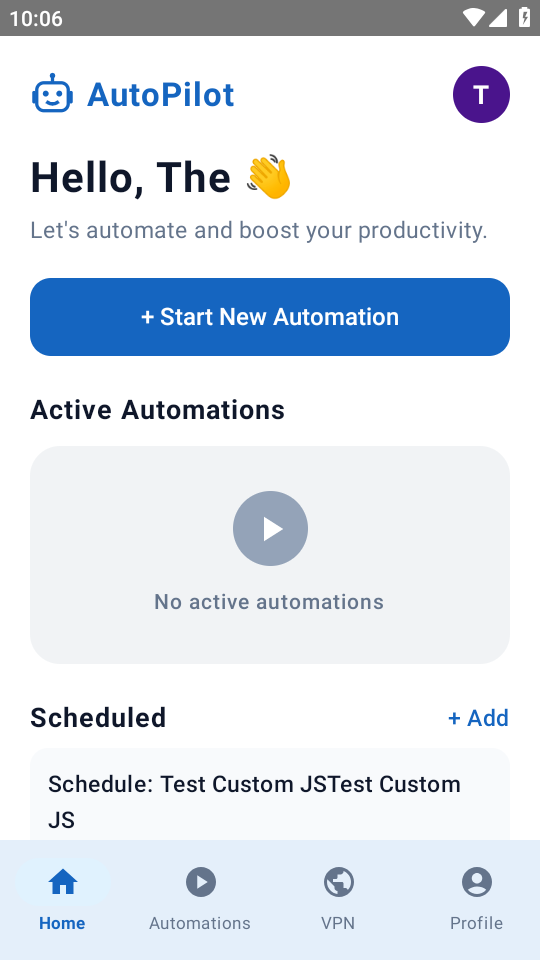 10:06
AutoPilot
T
Hello, The 👋
Let's automate and boost your productivity.
+ Start New Automation
Active Automations
No active automations
Scheduled
+ Add
Schedule: Test Custom JSTest Custom
JS
Home
Automations
VPN
Profile